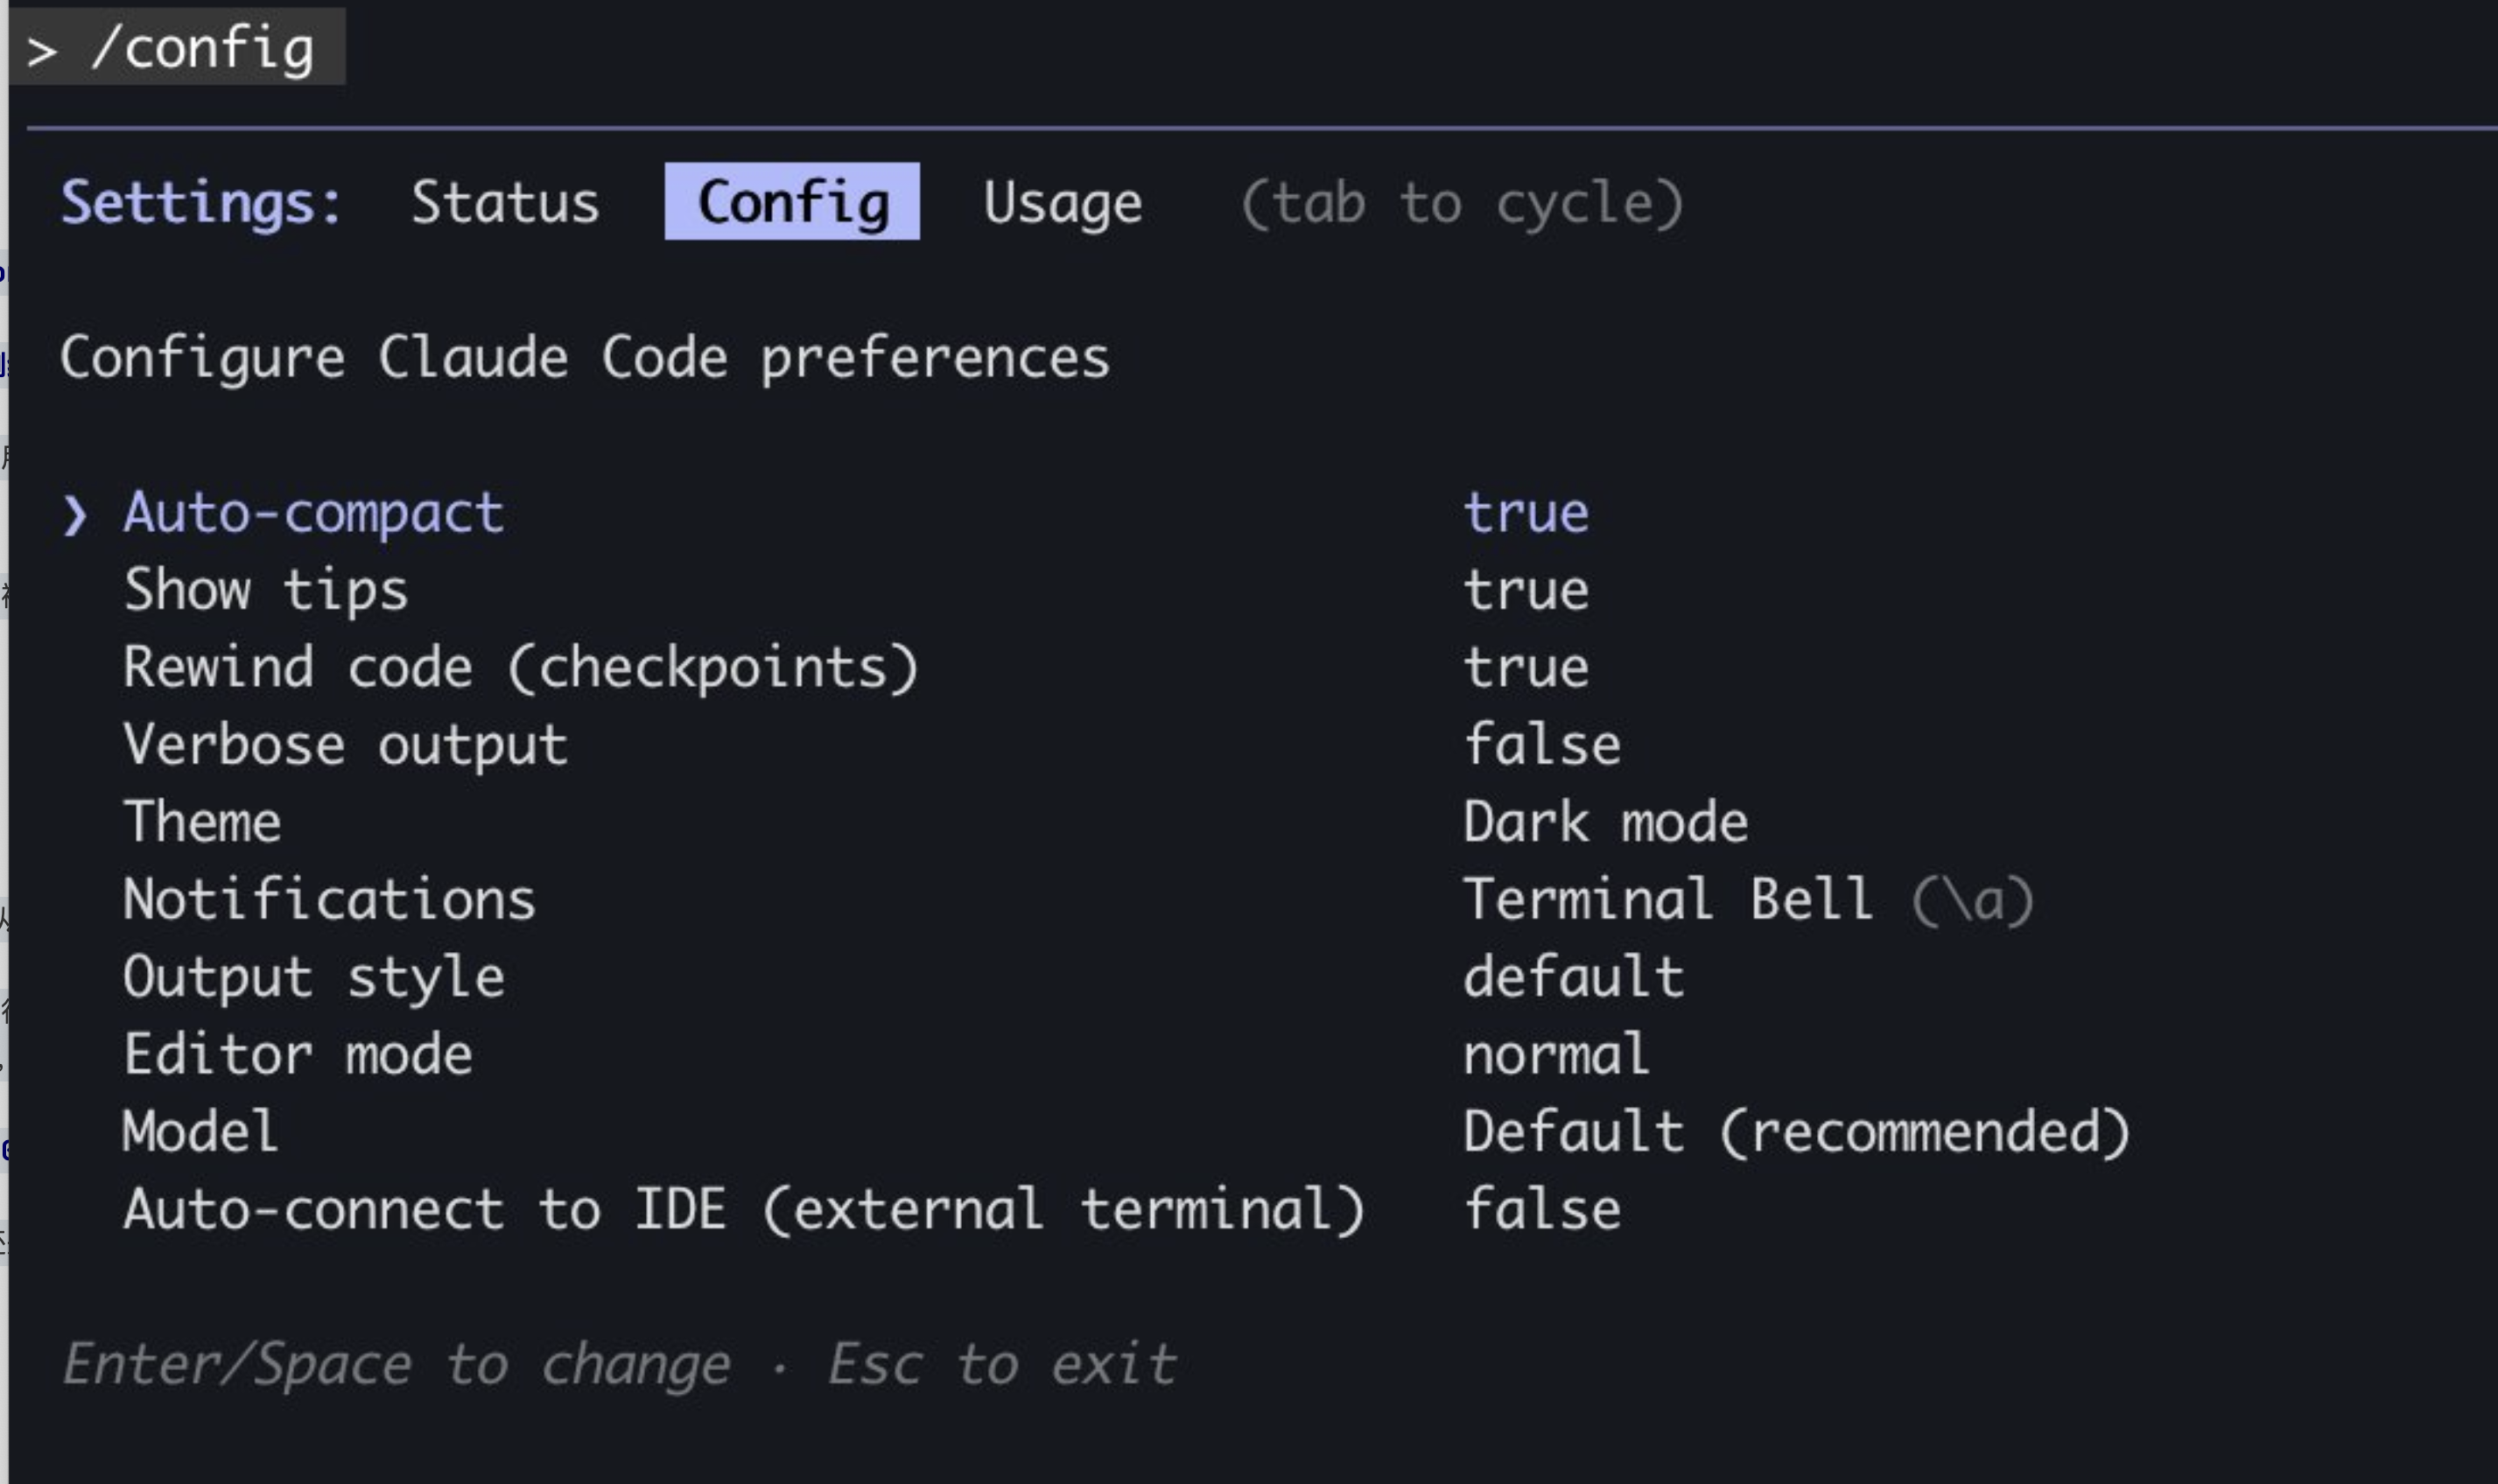 > /config
Settings: Status Config Usage (tab to cycle)
Configure Claude Code preferences
❯ Auto-compact true
Show tips true
Rewind code (checkpoints) true
Verbose output false
Theme Dark mode
Notifications Terminal Bell (\a)
Output style default
Editor mode normal
Model Default (recommended)
Auto-connect to IDE (external terminal) false
Enter/Space to change · Esc to exit